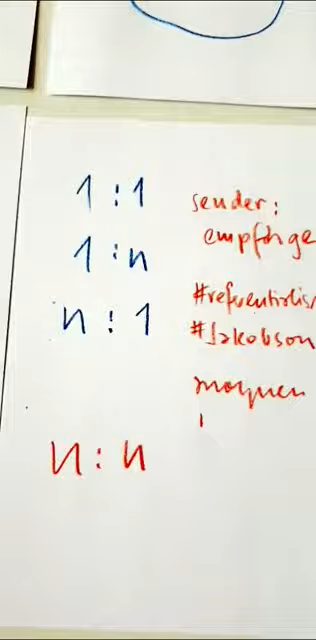 1:1
sender:
empfänge
1:n
#referentialis
n:1
#Jakobson
n:n